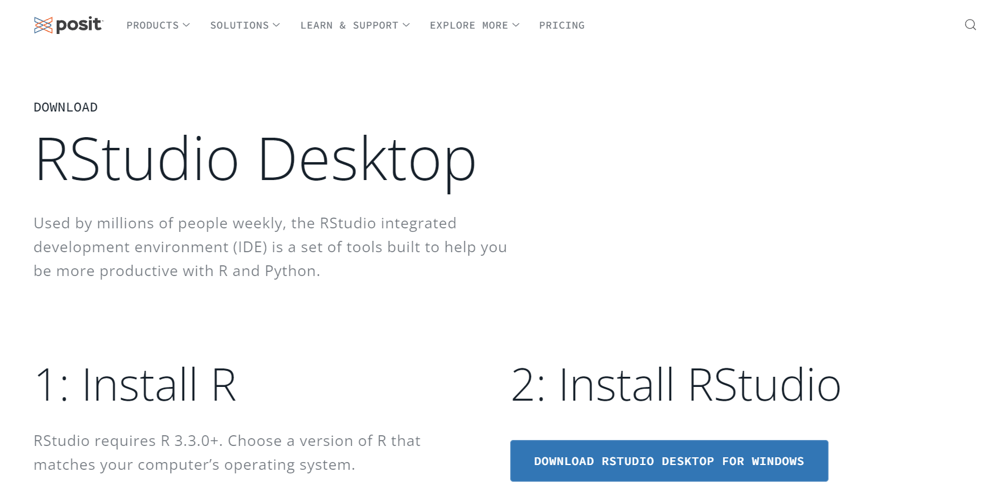 posit™
PRODUCTS
SOLUTIONS
LEARN & SUPPORT
EXPLORE MORE
PRICING
DOWNLOAD
RStudio Desktop
Used by millions of people weekly, the RStudio integrated
development environment (IDE) is a set of tools built to help you
be more productive with R and Python.
1: Install R
RStudio requires R 3.3.0+. Choose a version of R that
matches your computer’s operating system.
2: Install RStudio
DOWNLOAD RSTUDIO DESKTOP FOR WINDOWS